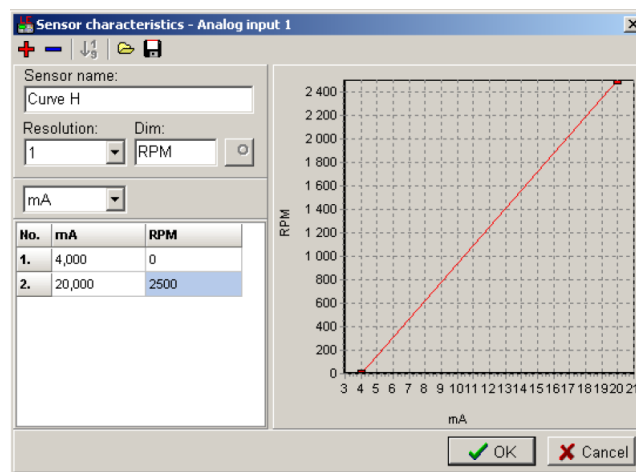 Sensor characteristics - Analog input 1
Sensor name:
Curve H
Resolution: Dim:
1 RPM
mA
No. mA RPM
1. 4,000 0
2. 20,000 2500
2 400
2 200
2 000
1 800
1 600
1 400
1 200
1 000
800
600
400
200
0
RPM
3 4 5 6 7 8 9 10 11 12 13 14 15 16 17 18 19 20 21
mA
OK Cancel